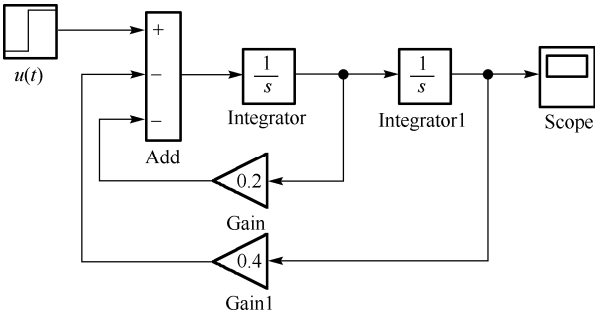 +
−
−
u(t)
Add
1
s
Integrator
1
s
Integrator1
Scope
0.2
Gain
0.4
Gain1